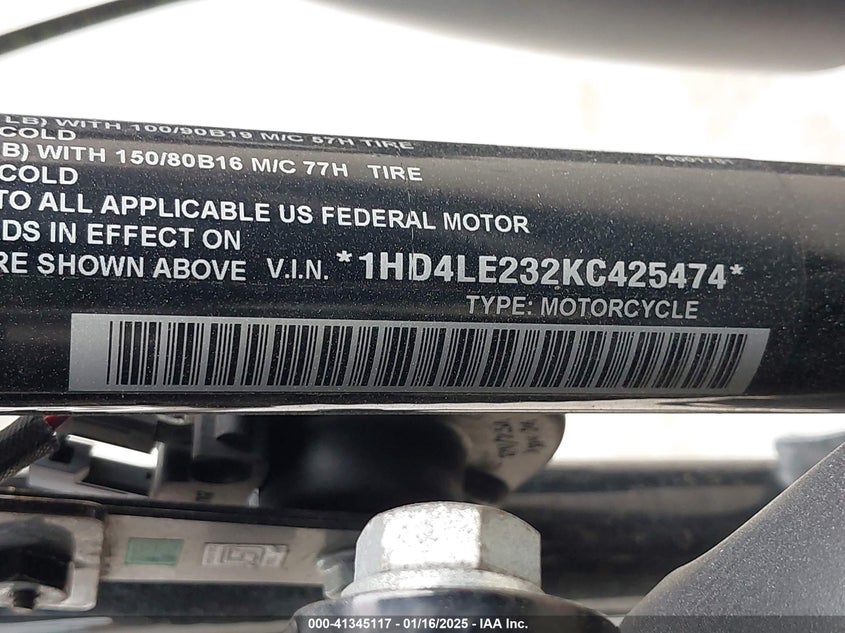 LB) WITH 100/90B19 M/C 57H TIRE
COLD
B) WITH 150/80B16 M/C 77H TIRE
COLD
14001791
TO ALL APPLICABLE US FEDERAL MOTOR
DS IN EFFECT ON
RE SHOWN ABOVE V.I.N. *1HD4LE232KC425474*
TYPE: MOTORCYCLE
000-41345117 - 01/16/2025 - IAA Inc.